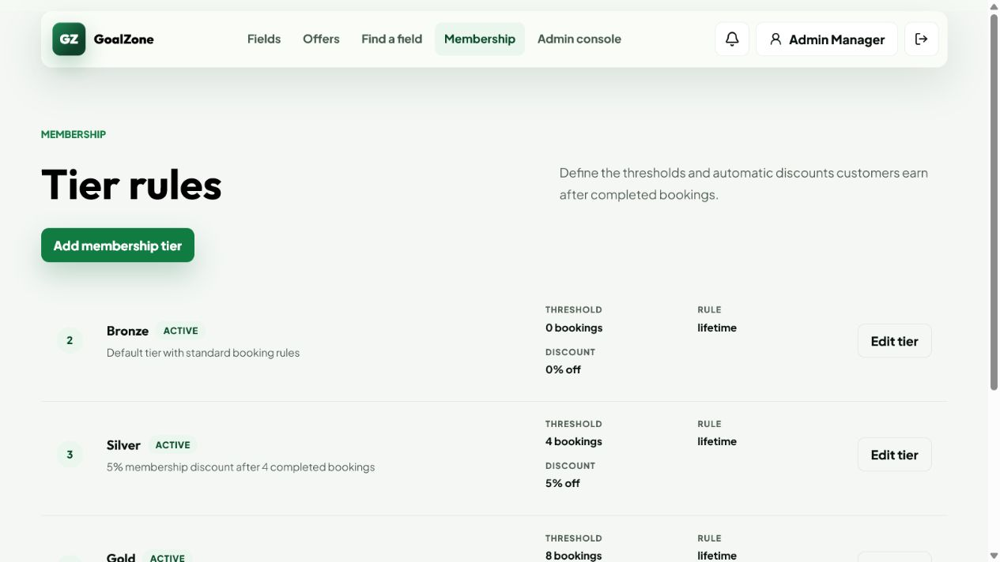 GZ GoalZone Fields Offers Find a field Membership Admin console Admin Manager
MEMBERSHIP
Tier rules
Define the thresholds and automatic discounts customers earn
after completed bookings.
Add membership tier
2
Bronze ACTIVE
Default tier with standard booking rules
THRESHOLD
0 bookings
RULE
lifetime
DISCOUNT
0% off
Edit tier
3
Silver ACTIVE
5% membership discount after 4 completed bookings
THRESHOLD
4 bookings
RULE
lifetime
DISCOUNT
5% off
Edit tier
Gold ACTIVE
THRESHOLD
8 bookings
RULE
lifetime